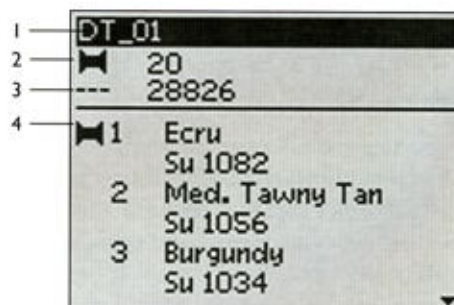 1 DT_01
2 20
3 --- 28826
4 1 Ecru
Su 1082
2 Med. Tawny Tan
Su 1056
3 Burgundy
Su 1034